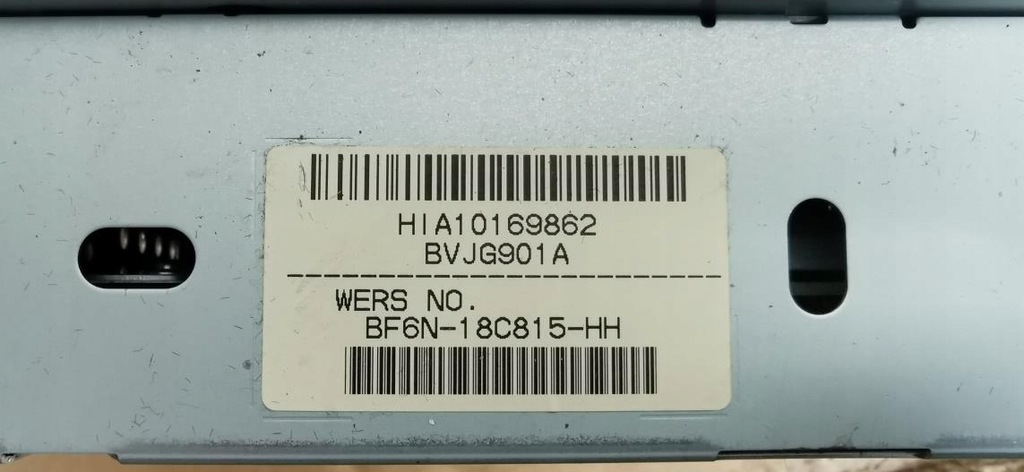 HIA10169862
BVJG901A
WERS NO.
BF6N-18C815-HH